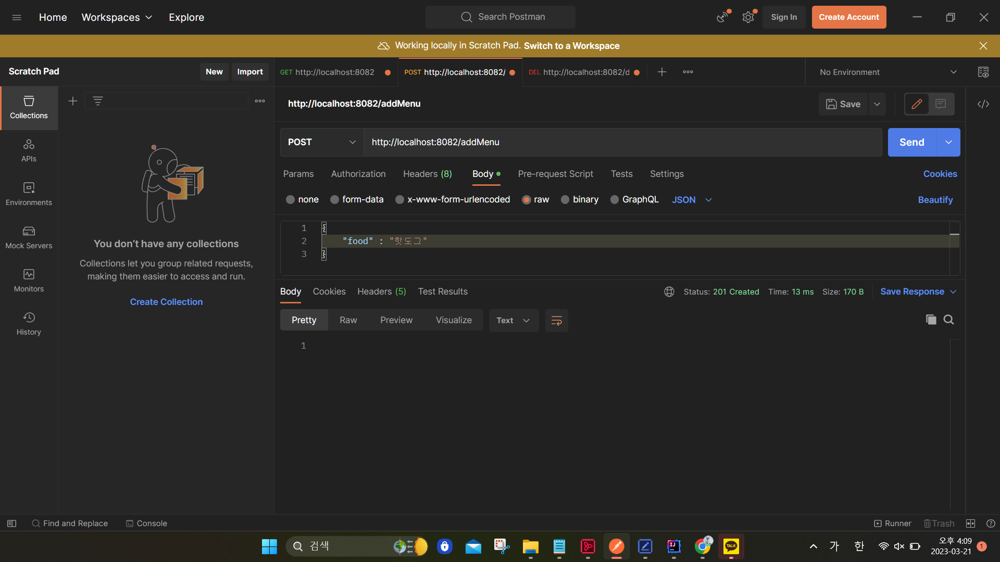 Home
Workspaces
Explore
Search Postman
Sign In
Create Account
Working locally in Scratch Pad. Switch to a Workspace
Scratch Pad
New
Import
GET http://localhost:8082
POST http://localhost:8082/
DEL http://localhost:8082/d
No Environment
Collections
APIs
Environments
Mock Servers
Monitors
History
You don't have any collections
Collections let you group related requests,
making them easier to access and run.
Create Collection
http://localhost:8082/addMenu
Save
POST
http://localhost:8082/addMenu
Send
Params
Authorization
Headers (8)
Body
Pre-request Script
Tests
Settings
Cookies
none
form-data
x-www-form-urlencoded
raw
binary
GraphQL
JSON
Beautify
1 {
2 "food" : "핫도그"
3 }
Body
Cookies
Headers (5)
Test Results
Status: 201 Created
Time: 13 ms
Size: 170 B
Save Response
Pretty
Raw
Preview
Visualize
Text
1
Find and Replace
Console
Runner
Trash
검색
IJ
TALK
가
한
오후 4:09
2023-03-21
1